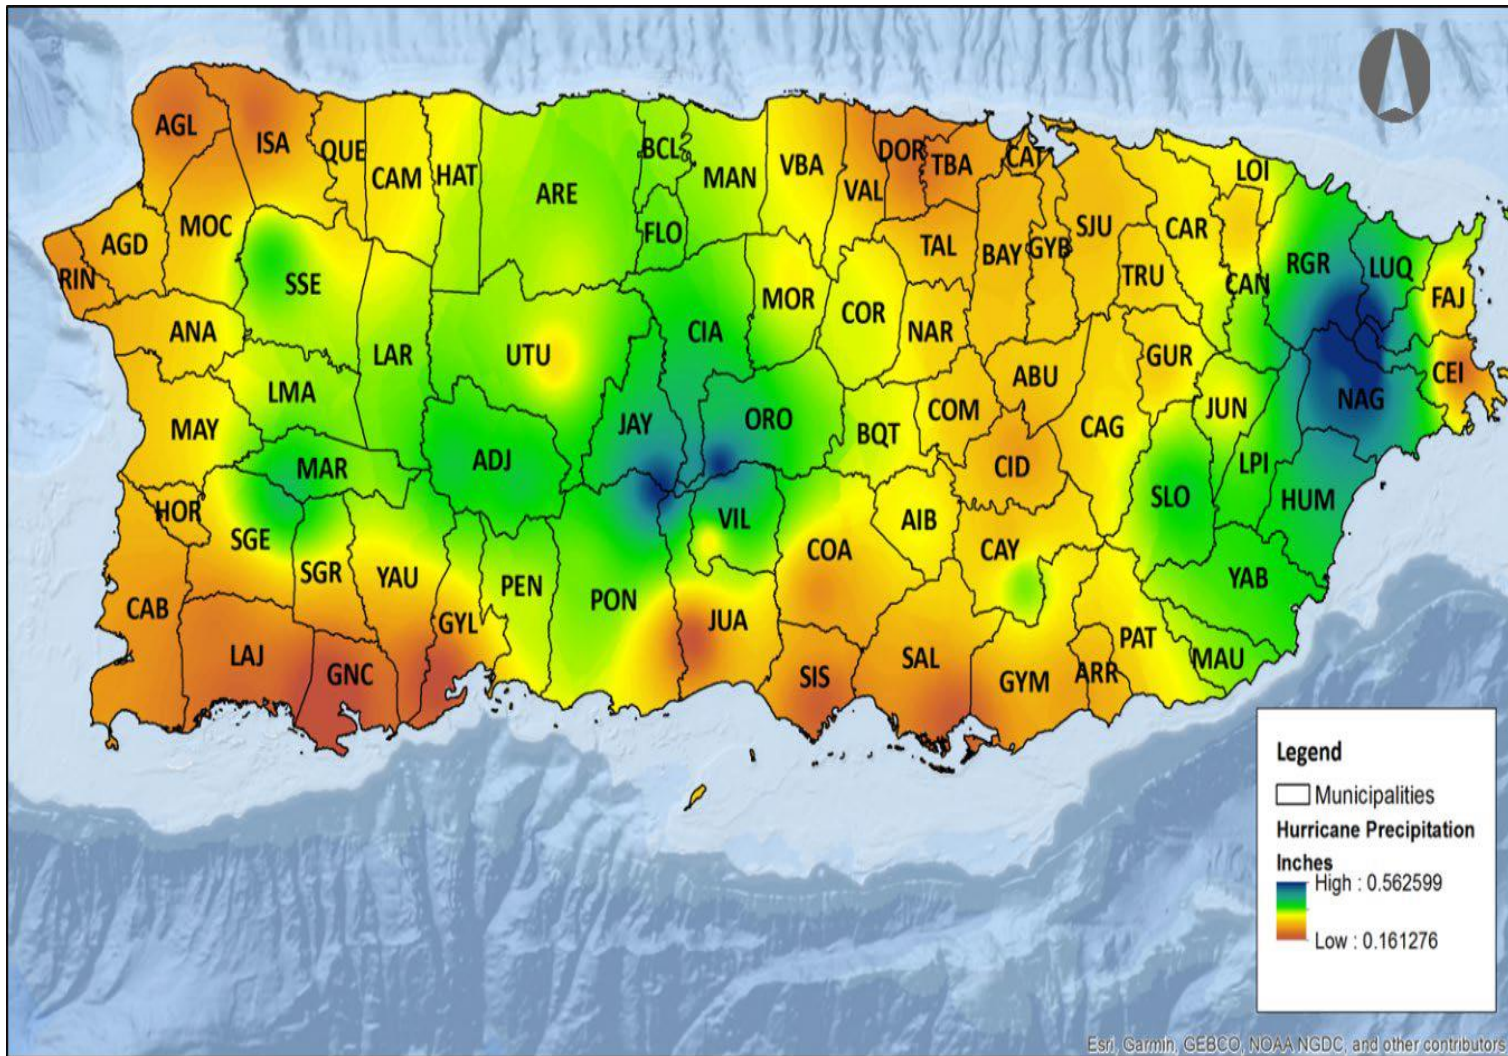 AGL
ISA
QUE
CAM
HAT
ARE
BCL
MAN
VBA
VAL
DOR
TBA
CAT
LOI
RIN
AGD
MOC
SSE
FLO
MOR
COR
TAL
BAY
GYB
SJU
TRU
CAR
CAN
RGR
LUQ
FAJ
ANA
LAR
UTU
CIA
NAR
ABU
GUR
CEI
MAY
LMA
JAY
ORO
BQT
COM
CAG
JUN
NAG
MAR
ADJ
CID
LPI
HOR
SGE
VIL
AIB
SLO
HUM
CAB
SGR
YAU
GYL
PEN
PON
JUA
COA
CAY
YAB
LAJ
GNC
SIS
SAL
GYM
ARR
PAT
MAU
Legend
Municipalities
Hurricane Precipitation
Inches
High : 0.562599
Low : 0.161276
Esri, Garmin, GEBCO, NOAA NGDC, and other contributors